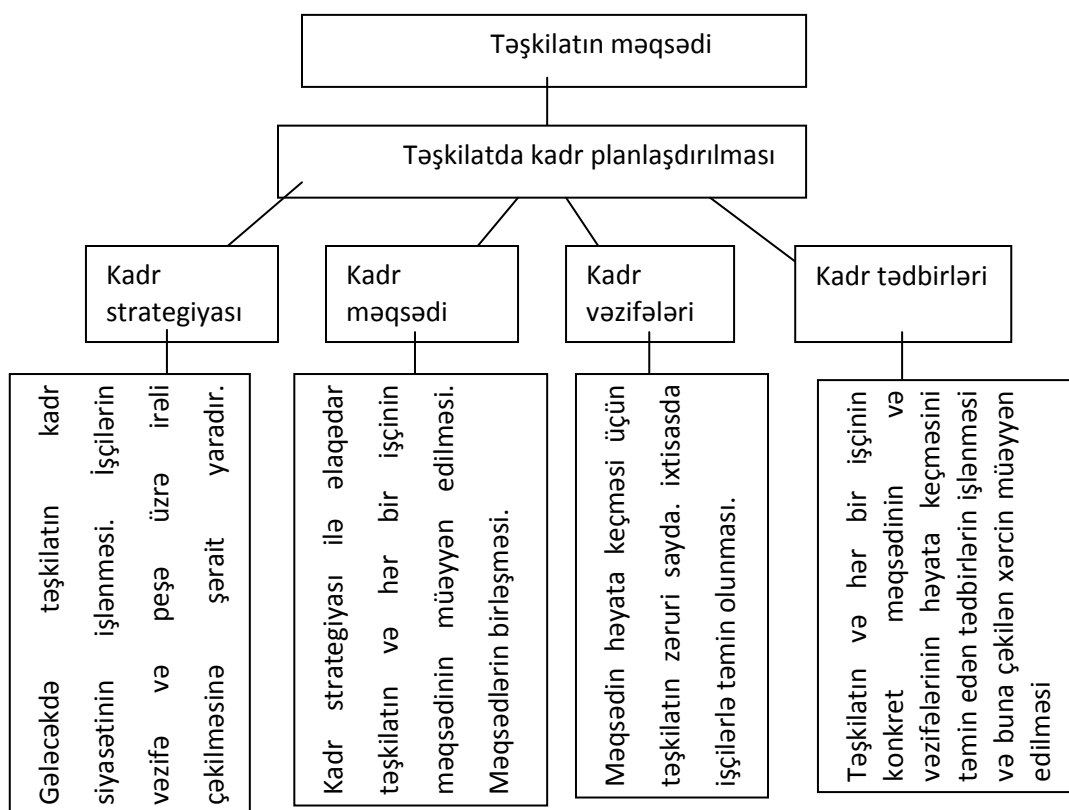 Təşkilatın məqsədi
Təşkilatda kadr planlaşdırılması
Kadr
strategiyası
Kadr
məqsədi
Kadr
vəzifələri
Kadr tədbirləri
Gələcəkdə təşkilatın kadr
siyasətinin işlənməsi. İşçilərin
vəzifə və peşə üzrə irəli
çəkilməsinə şərait yaradır.
Kadr strategiyası ilə əlaqədar
təşkilatın və hər bir işçinin
məqsədinin müəyyən edilməsi.
Məqsədlərin birləşməsi.
Məqsədin həyata keçməsi üçün
təşkilatın zəruri sayda. ixtisasda
işçilərlə təmin olunması.
Təşkilatın və hər bir işçinin
konkret məqsədinin və
vəzifələrinin həyata keçməsini
təmin edən tədbirlərin işlənməsi
və buna çəkilən xərcin müəyyən
edilməsi